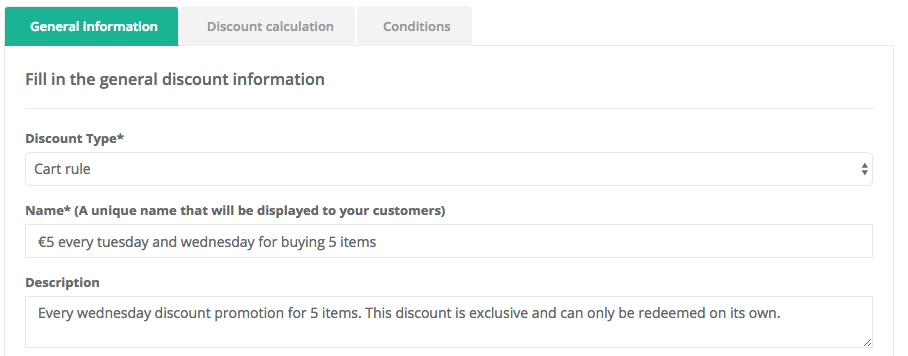 General information Discount calculation Conditions
Fill in the general discount information
Discount Type*
Cart rule
Name* (A unique name that will be displayed to your customers)
€5 every tuesday and wednesday for buying 5 items
Description
Every wednesday discount promotion for 5 items. This discount is exclusive and can only be redeemed on its own.